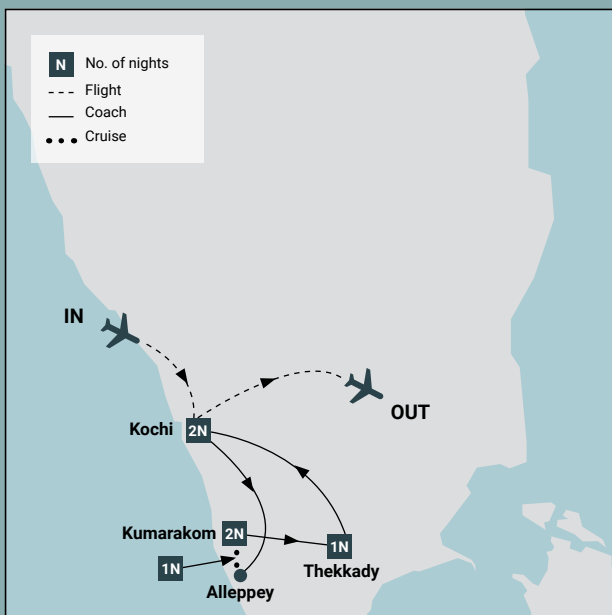 N No. of nights
Flight
Coach
Cruise
IN
OUT
Kochi 2N
Kumarakom 2N
1N
1N
Thekkady
Alleppey